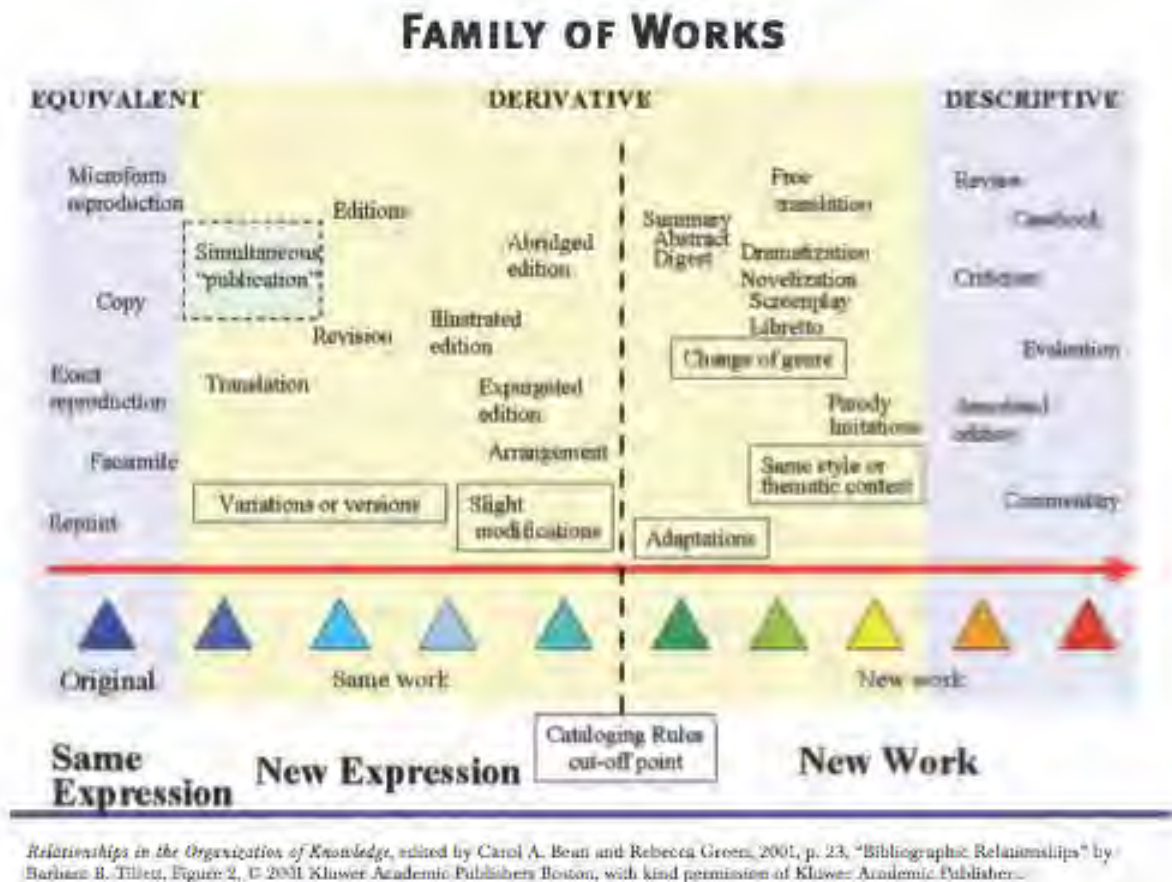 FAMILY OF WORKS
EQUIVALENT
DERIVATIVE
DESCRIPTIVE
Microform
reproduction
Copy
Exact
reproduction
Facsimile
Reprint
Simultaneous
"publication"
Editions
Revision
Translation
Variations or versions
Abridged
edition
Illustrated
edition
Expurgated
edition
Arrangement
Slight
modifications
Summary
Abstract
Digest
Free
translation
Dramatization
Novelization
Screenplay
Libretto
Change of genre
Parody
Imitations
Same style or
thematic content
Adaptations
Review
Casebook
Criticism
Evaluation
Annotated
edition
Commentary
Original
Same work
New work
Same
Expression
New Expression
Cataloging Rules
cut-off point
New Work
Relationships in the Organization of Knowledge, edited by Carol A. Bean and Rebecca Green, 2001, p. 23, "Bibliographic Relationships" by
Barbara B. Tillett, Figure 2, © 2001 Kluwer Academic Publishers Boston, with kind permission of Kluwer Academic Publisher